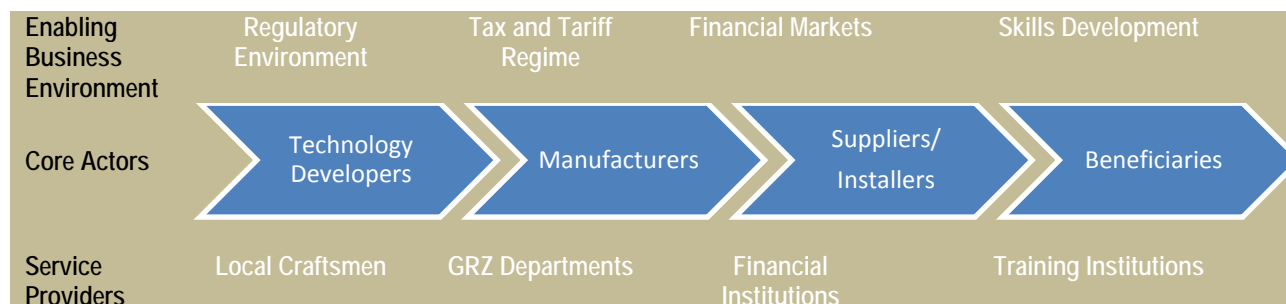 Enabling Business Environment
Regulatory Environment
Tax and Tariff Regime
Financial Markets
Skills Development
Core Actors
Technology Developers
Manufacturers
Suppliers/ Installers
Beneficiaries
Service Providers
Local Craftsmen
GRZ Departments
Financial Institutions
Training Institutions